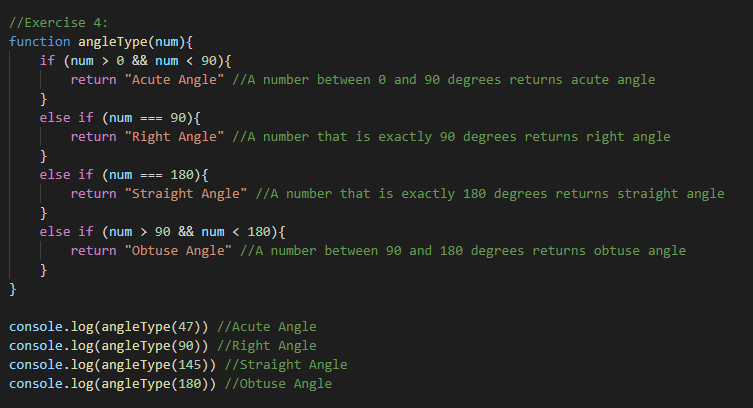 //Exercise 4:
function angleType(num){
    if (num > 0 && num < 90){
        return "Acute Angle" //A number between 0 and 90 degrees returns acute angle
    }
    else if (num === 90){
        return "Right Angle" //A number that is exactly 90 degrees returns right angle
    }
    else if (num === 180){
        return "Straight Angle" //A number that is exactly 180 degrees returns straight angle
    }
    else if (num > 90 && num < 180){
        return "Obtuse Angle" //A number between 90 and 180 degrees returns obtuse angle
    }
}
console.log(angleType(47)) //Acute Angle
console.log(angleType(90)) //Right Angle
console.log(angleType(145)) //Straight Angle
console.log(angleType(180)) //Obtuse Angle